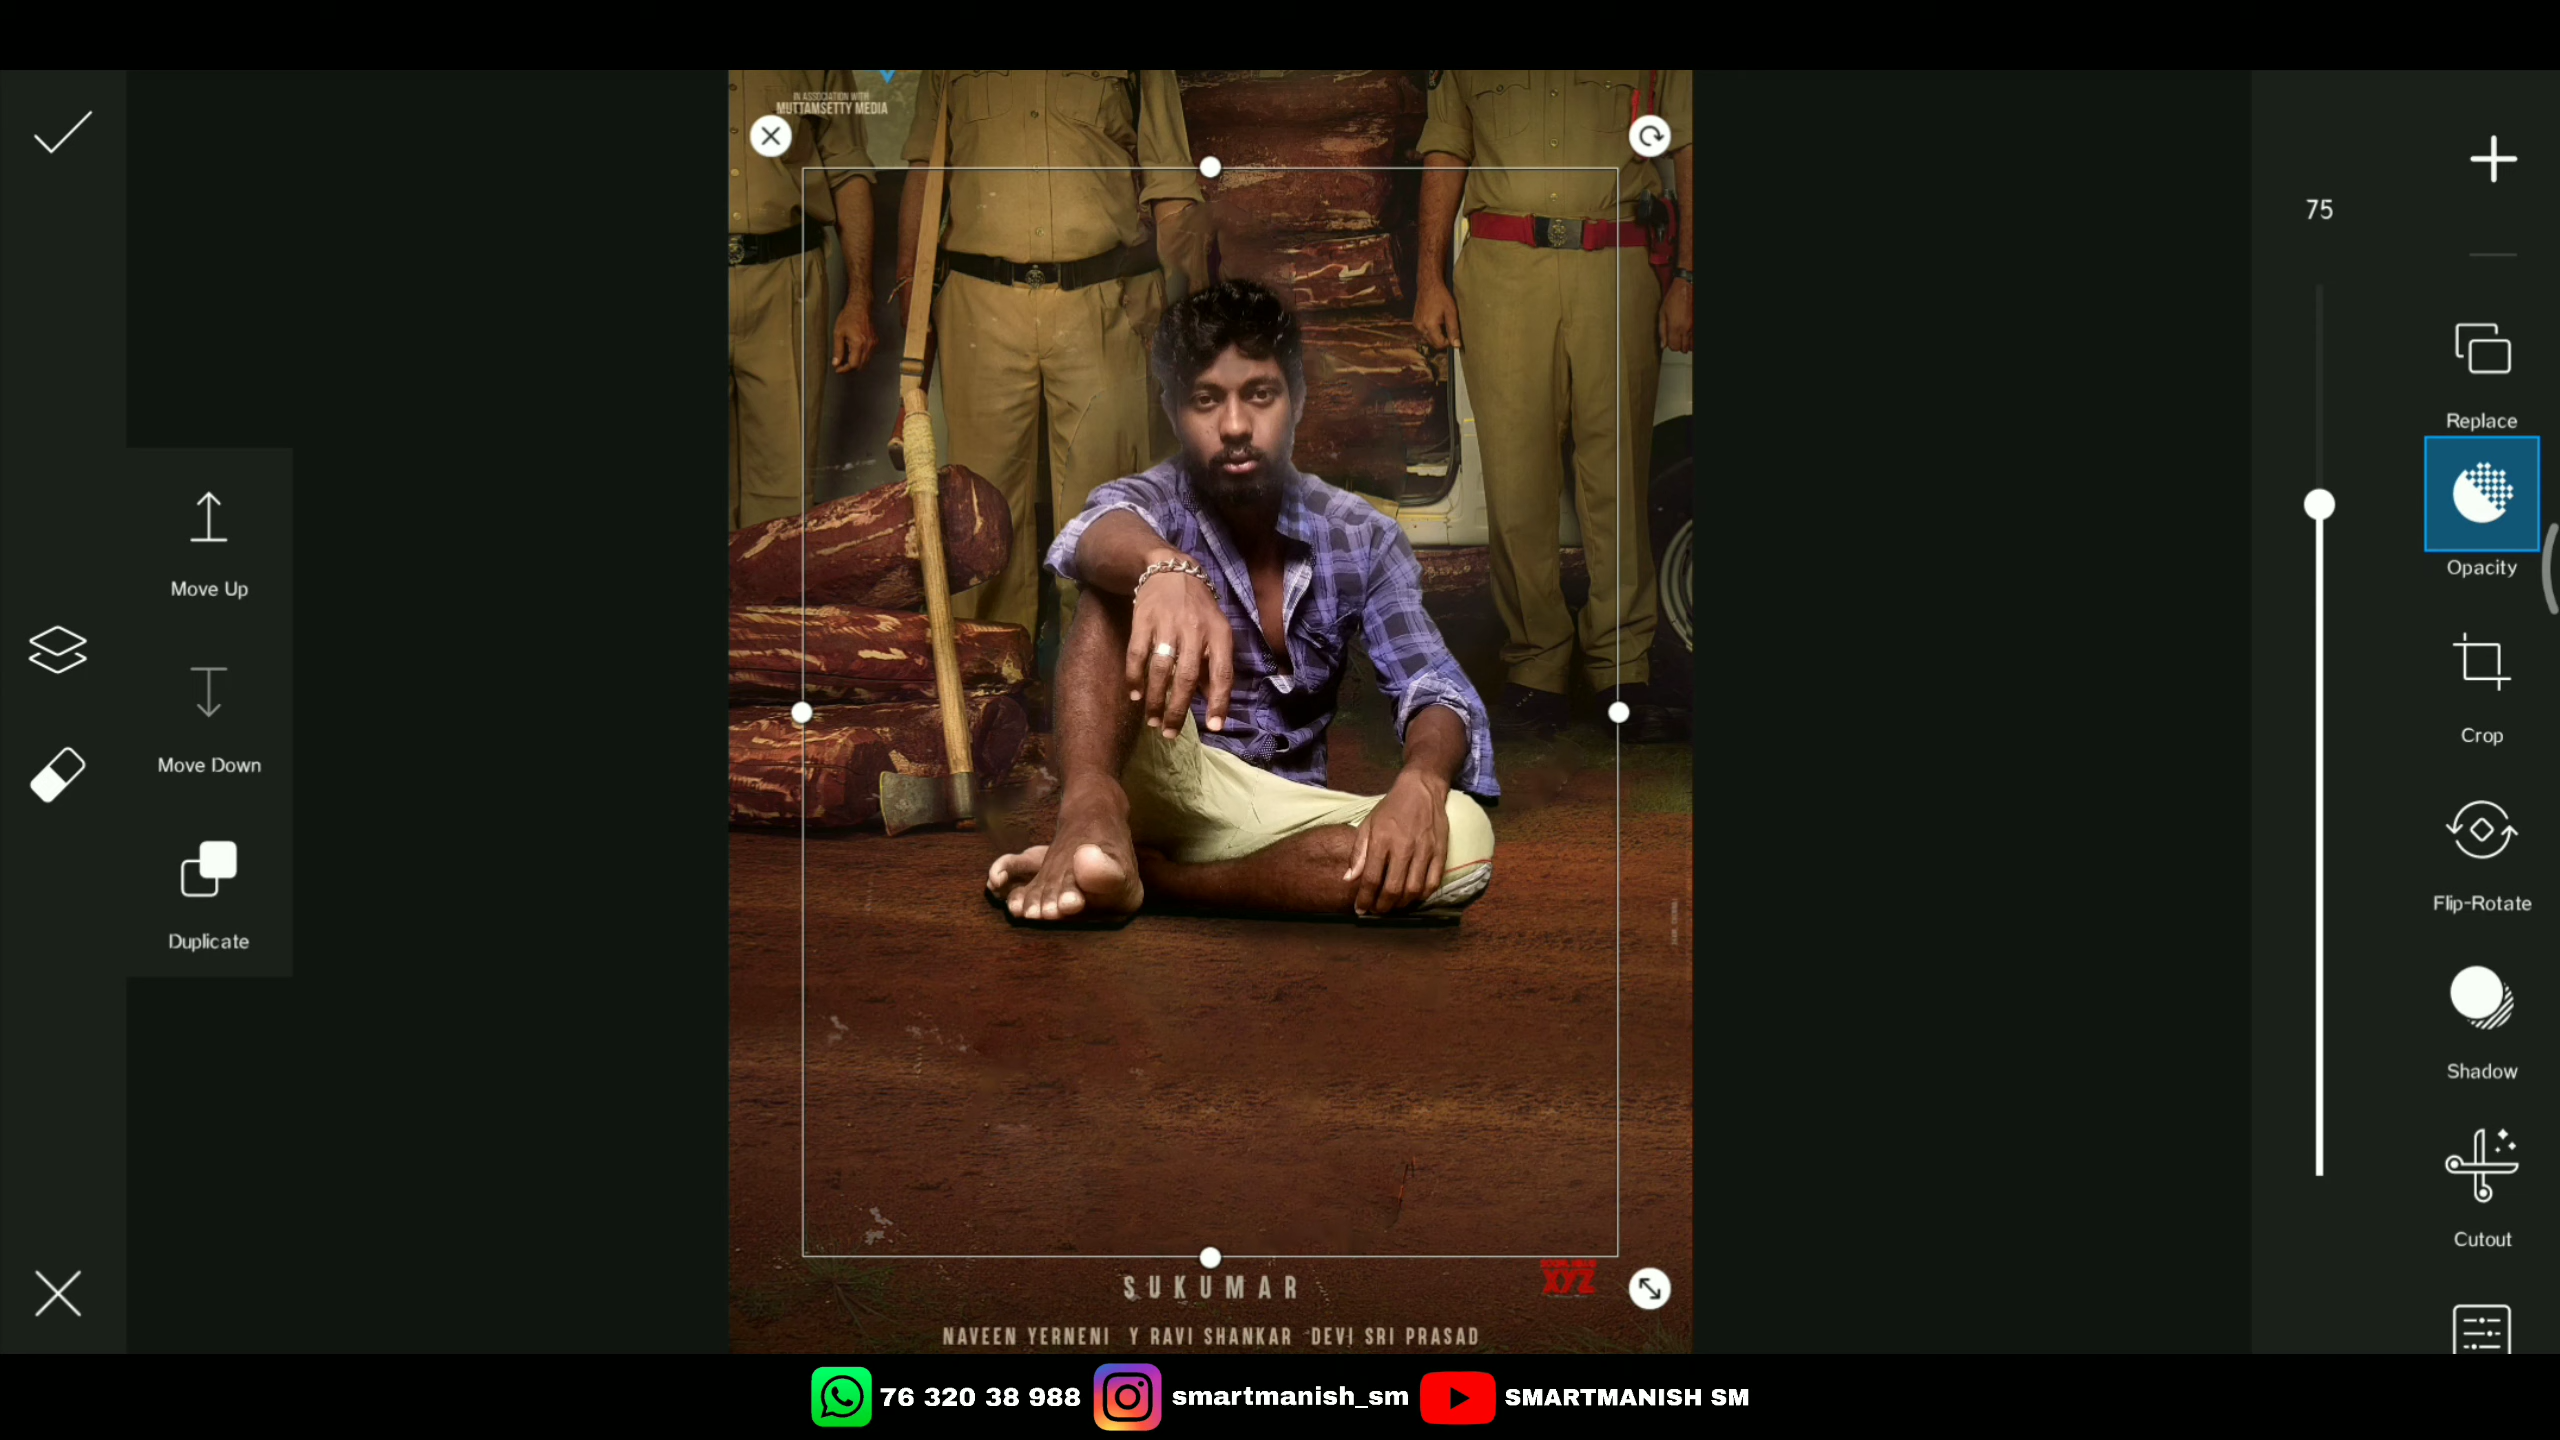 IN ASSOCIATION WITH
MUTTAMSETTY MEDIA
75
Replace
Opacity
Move Up
Crop
Move Down
Flip-Rotate
Duplicate
Shadow
Cutout
XYZ
SUKUMAR
NAVEEN YERNENI Y RAVI SHANKAR DEVI SRI PRASAD
76 320 38 988 smartmanish_sm SMARTMANISH SM